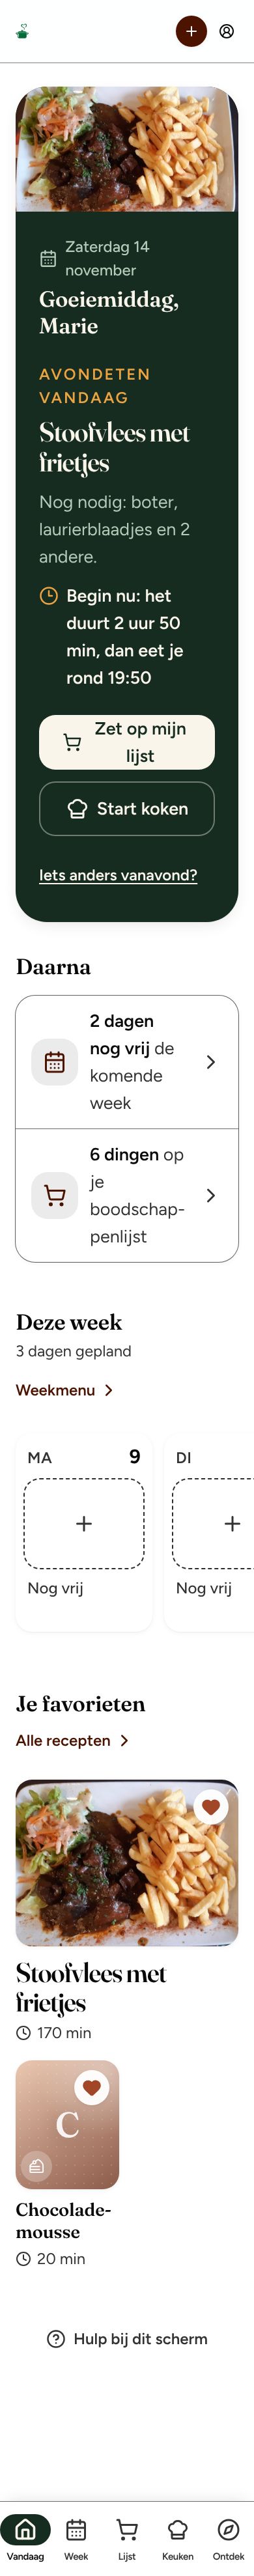 Zaterdag 14
november
Goeiemiddag,
Marie
AVONDETEN
VANDAAG
Stoofvlees met
frietjes
Nog nodig: boter,
laurierblaadjes en 2
andere.
Begin nu: het
duurt 2 uur 50
min, dan eet je
rond 19:50
Zet op mijn
lijst
Start koken
Iets anders vanavond?
Daarna
2 dagen
nog vrij de
komende
week
6 dingen op
je
boodschap-
penlijst
Deze week
3 dagen gepland
Weekmenu
MA 9
Nog vrij
DI
Nog vrij
Je favorieten
Alle recepten
Stoofvlees met
frietjes
170 min
C
Chocolade-
mousse
20 min
Hulp bij dit scherm
Vandaag Week Lijst Keuken Ontdek